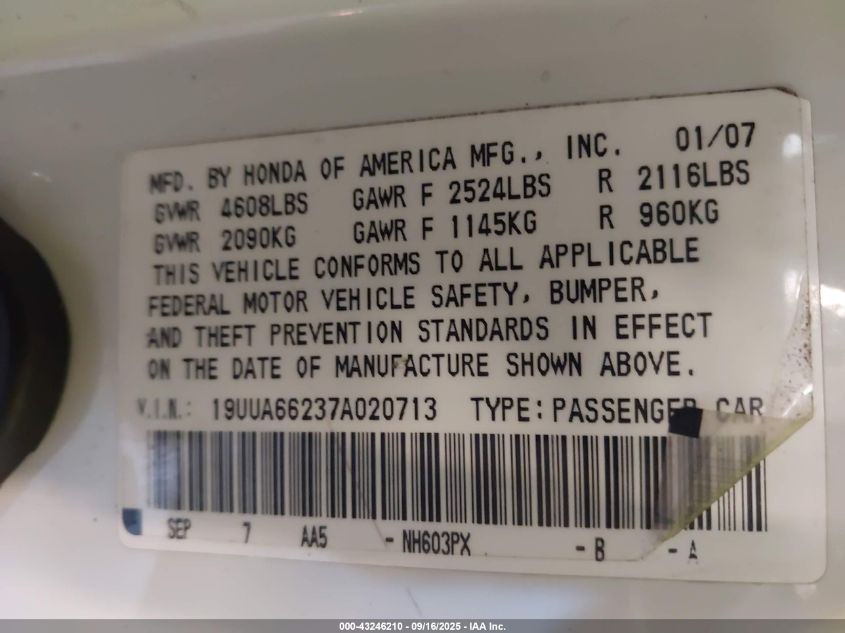 MFD. BY HONDA OF AMERICA MFG., INC. 01/07
GVWR 4608LBS GAWR F 2524LBS R 2116LBS
GVWR 2090KG GAWR F 1145KG R 960KG
THIS VEHICLE CONFORMS TO ALL APPLICABLE
FEDERAL MOTOR VEHICLE SAFETY, BUMPER,
AND THEFT PREVENTION STANDARDS IN EFFECT
ON THE DATE OF MANUFACTURE SHOWN ABOVE.
V.I.N.: 19UUA66237A020713 TYPE: PASSENGER CAR
SEP 7 AA5 - NH603PX - B - A
000-43246210 - 09/16/2025 - IAA Inc.